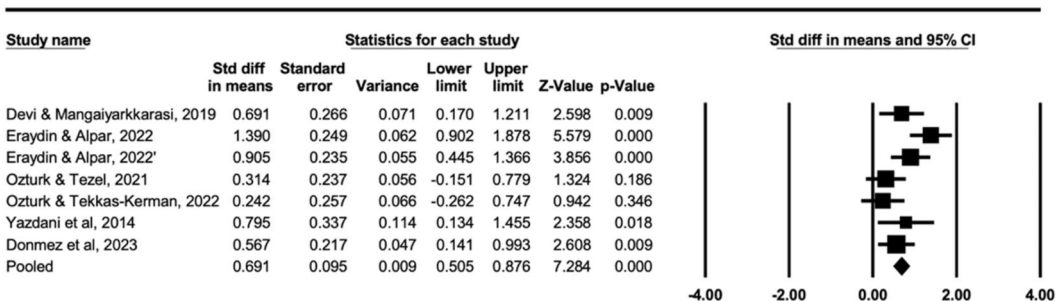 Study name Statistics for each study Std diff in means and 95% CI
Std diff Standard Lower Upper
in means error Variance limit limit Z-Value p-Value
Devi & Mangaiyarkkarasi, 2019 0.691 0.266 0.071 0.170 1.211 2.598 0.009
Eraydin & Alpar, 2022 1.390 0.249 0.062 0.902 1.878 5.579 0.000
Eraydin & Alpar, 2022' 0.905 0.235 0.055 0.445 1.366 3.856 0.000
Ozturk & Tezel, 2021 0.314 0.237 0.056 -0.151 0.779 1.324 0.186
Ozturk & Tekkas-Kerman, 2022 0.242 0.257 0.066 -0.262 0.747 0.942 0.346
Yazdani et al, 2014 0.795 0.337 0.114 0.134 1.455 2.358 0.018
Donmez et al, 2023 0.567 0.217 0.047 0.141 0.993 2.608 0.009
Pooled 0.691 0.095 0.009 0.505 0.876 7.284 0.000
-4.00 -2.00 0.00 2.00 4.00